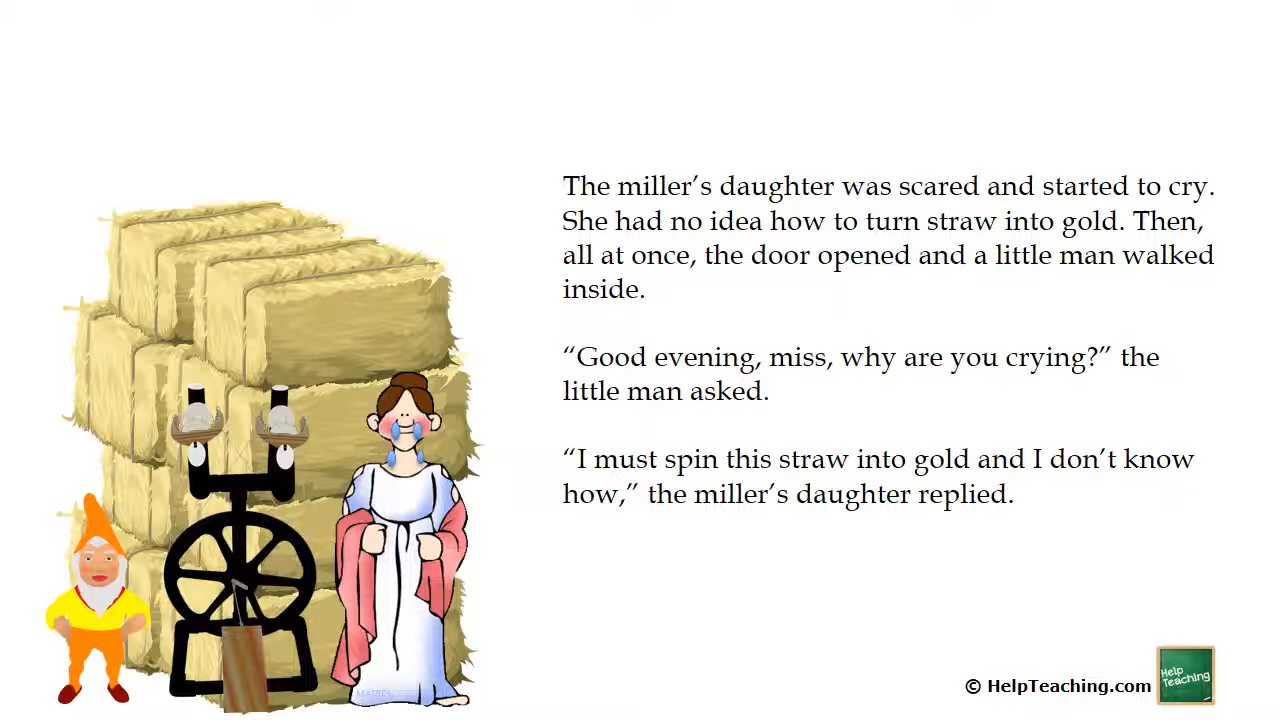 The miller’s daughter was scared and started to cry.
She had no idea how to turn straw into gold. Then,
all at once, the door opened and a little man walked
inside.
“Good evening, miss, why are you crying?” the
little man asked.
“I must spin this straw into gold and I don’t know
how,” the miller’s daughter replied.
© HelpTeaching.com
Help
Teaching